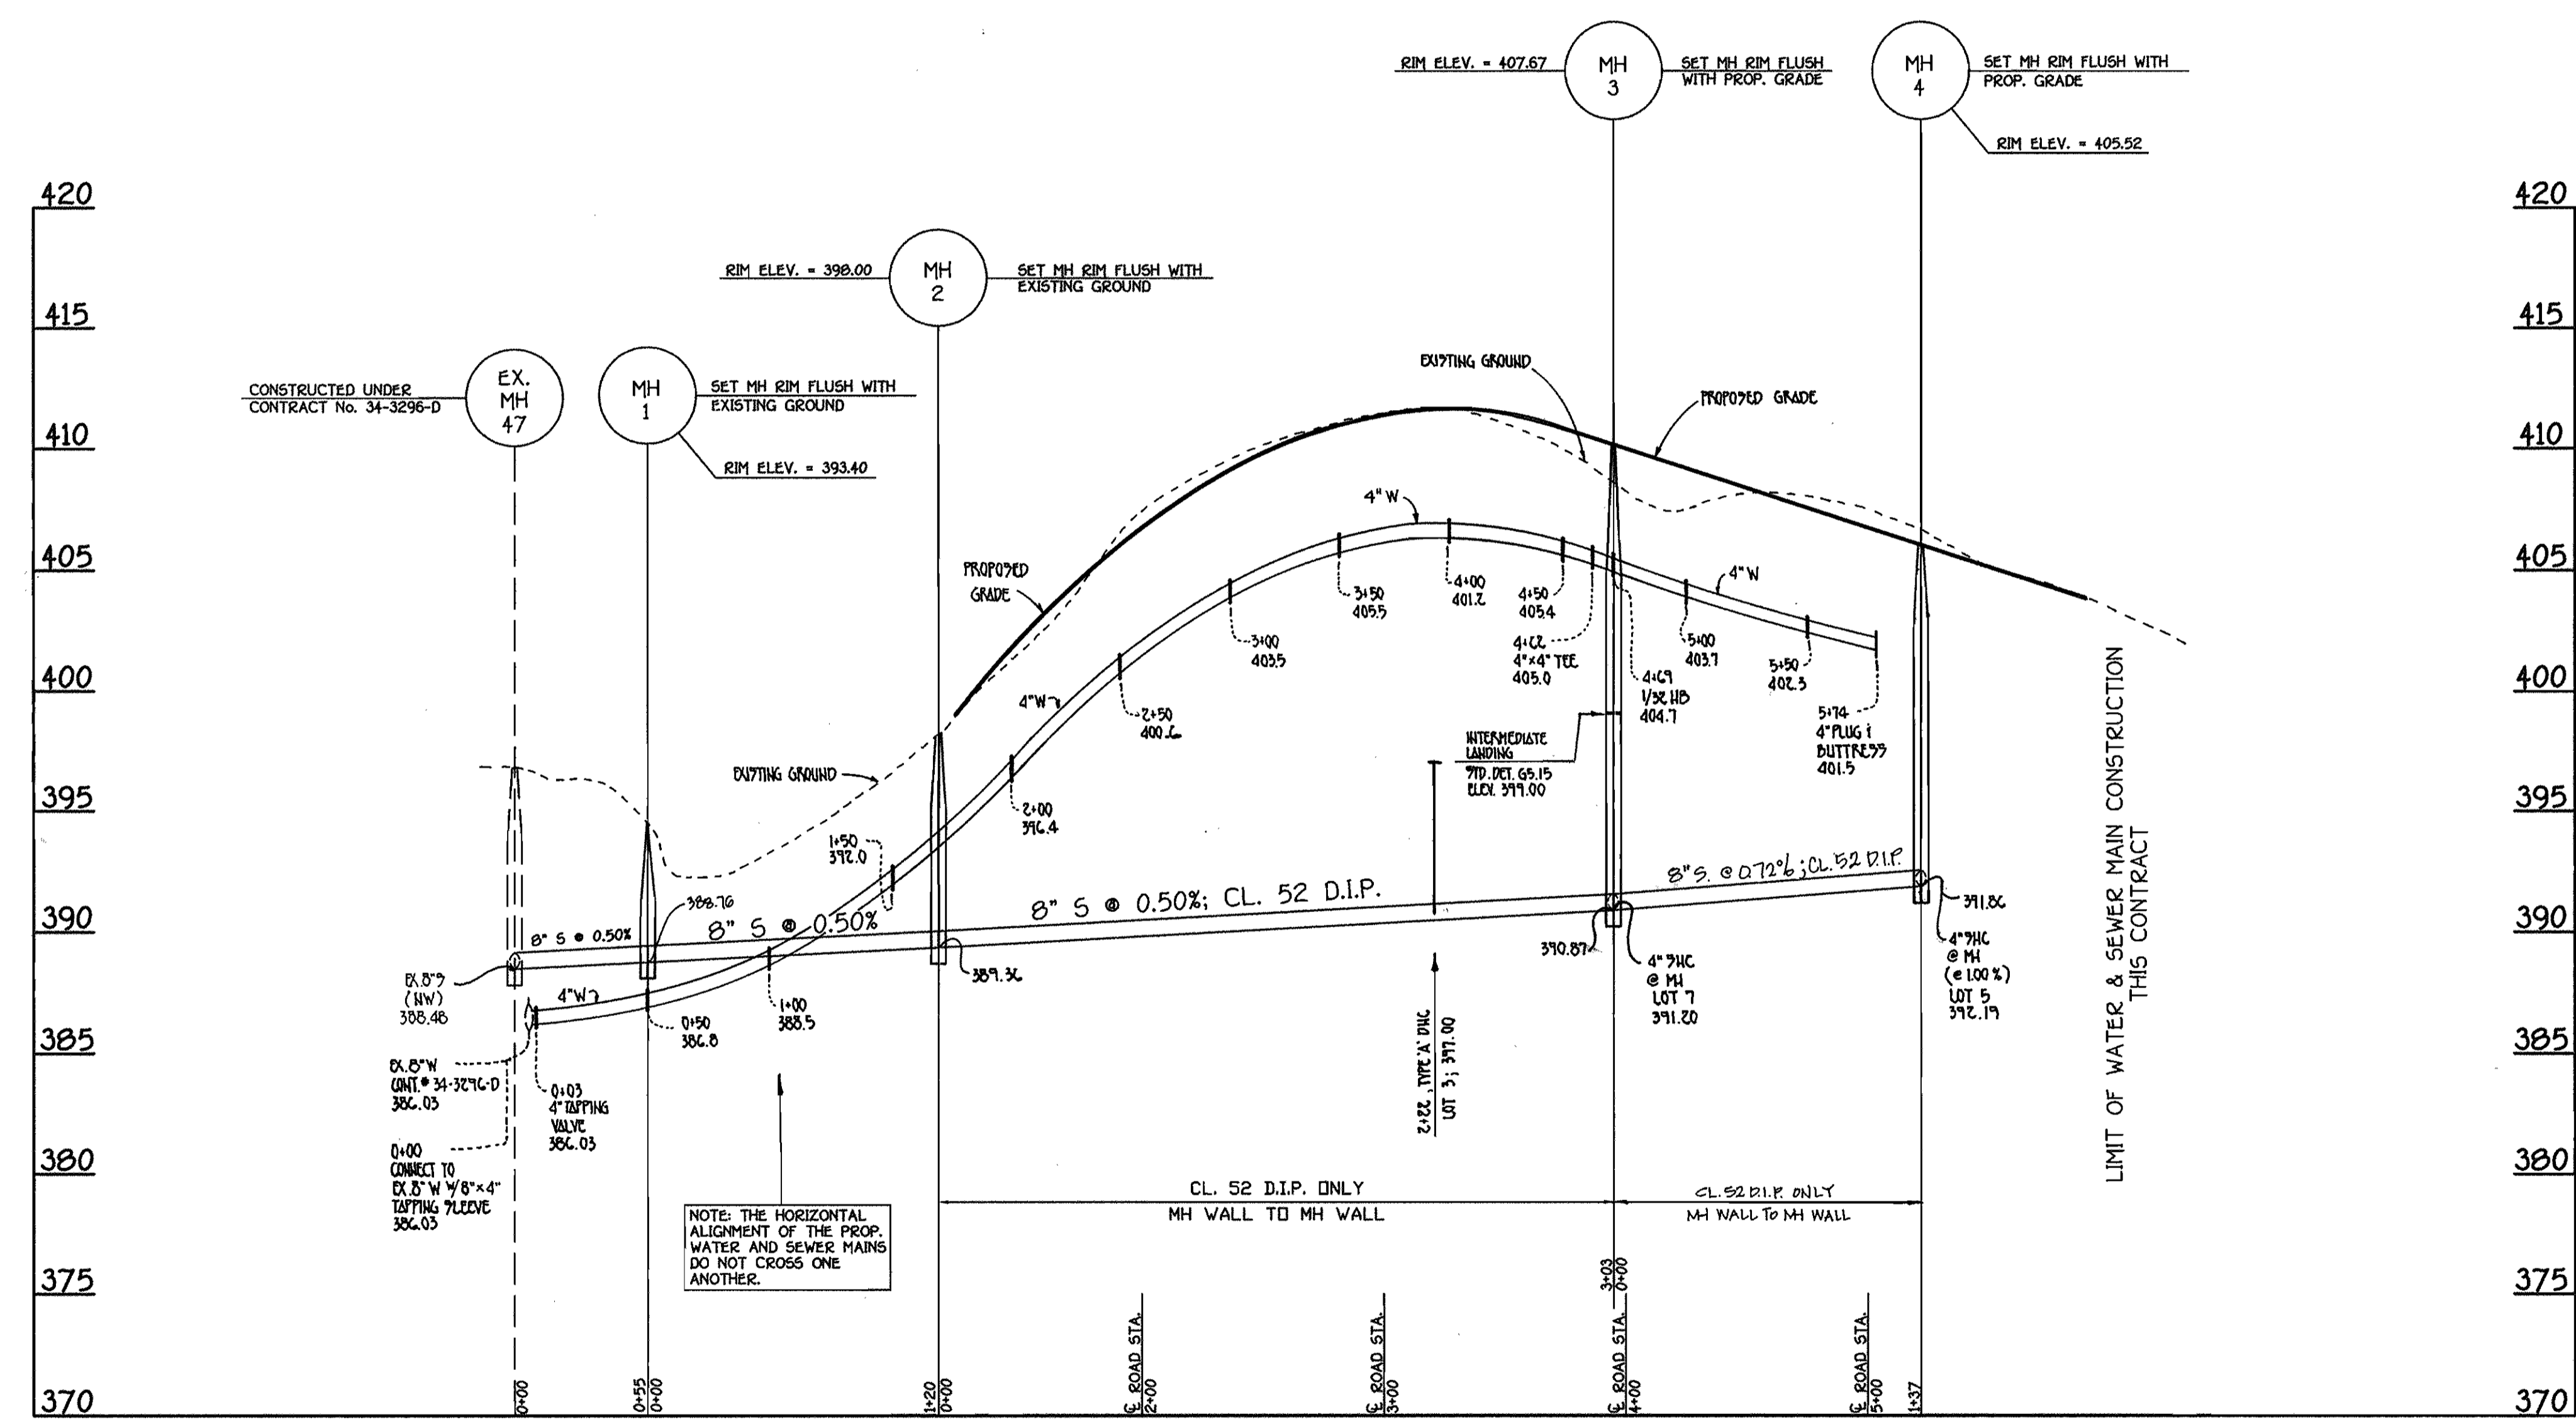 RIM ELEV. = 407.67
MH
3
SET MH RIM FLUSH
WITH PROP. GRADE
MH
4
SET MH RIM FLUSH WITH
PROP. GRADE
RIM ELEV. = 405.52
420
420
RIM ELEV. = 398.00
MH
2
SET MH RIM FLUSH WITH
EXISTING GROUND
415
415
CONSTRUCTED UNDER
CONTRACT No. 34-3296-D
EX.
MH
47
MH
1
SET MH RIM FLUSH WITH
EXISTING GROUND
RIM ELEV. = 393.40
EXISTING GROUND
PROPOSED GRADE
410
410
4" W
PROPOSED
GRADE
405
405
3+50
405.5
4+00
4+50
405.4
4" W
3+00
403.5
4"x4" TEE
405.0
5+00
403.7
5+50
402.3
4+69
1/32 HB
404.7
400
400
4" W
2+50
400.6
5+74
4" PLUG &
BUTTRESS
401.5
INTERMEDIATE
LANDING
STD. DET. G5.15
ELEV. 399.00
EXISTING GROUND
395
395
2+00
396.4
1+50
392.0
LIMIT OF WATER & SEWER MAIN CONSTRUCTION
THIS CONTRACT
390
390
8" S @ 0.50%
388.76
8" S @ 0.50%
8" S @ 0.50%; CL. 52 D.I.P.
8" S. @ 0.72%; CL. 52 D.I.P.
391.86
389.36
390.87
4" SHC
@ MH
LOT 7
391.20
4" SHC
@ MH
(@ 1.00 %)
LOT 5
392.19
EX. 8" S
(NW)
388.48
4" W
1+00
388.5
0+50
386.8
385
385
EX. 8" W
CONT. # 34-3296-D
386.03
0+03
4" TAPPING
VALVE
386.03
2+22, TYPE 'A' DHC
LOT 3; 397.00
380
380
0+00
CONNECT TO
EX. 8" W W/8"x4"
TAPPING SLEEVE
386.03
CL. 52 D.I.P. ONLY
MH WALL TO MH WALL
CL. 52 D.I.P. ONLY
MH WALL TO MH WALL
NOTE: THE HORIZONTAL
ALIGNMENT OF THE PROP.
WATER AND SEWER MAINS
DO NOT CROSS ONE
ANOTHER.
375
375
3+03
0+00
370
370
0+00
0+55
0+00
1+20
0+00
℄ ROAD STA.
2+00
℄ ROAD STA.
3+00
℄ ROAD STA.
4+00
℄ ROAD STA.
5+00
1+37